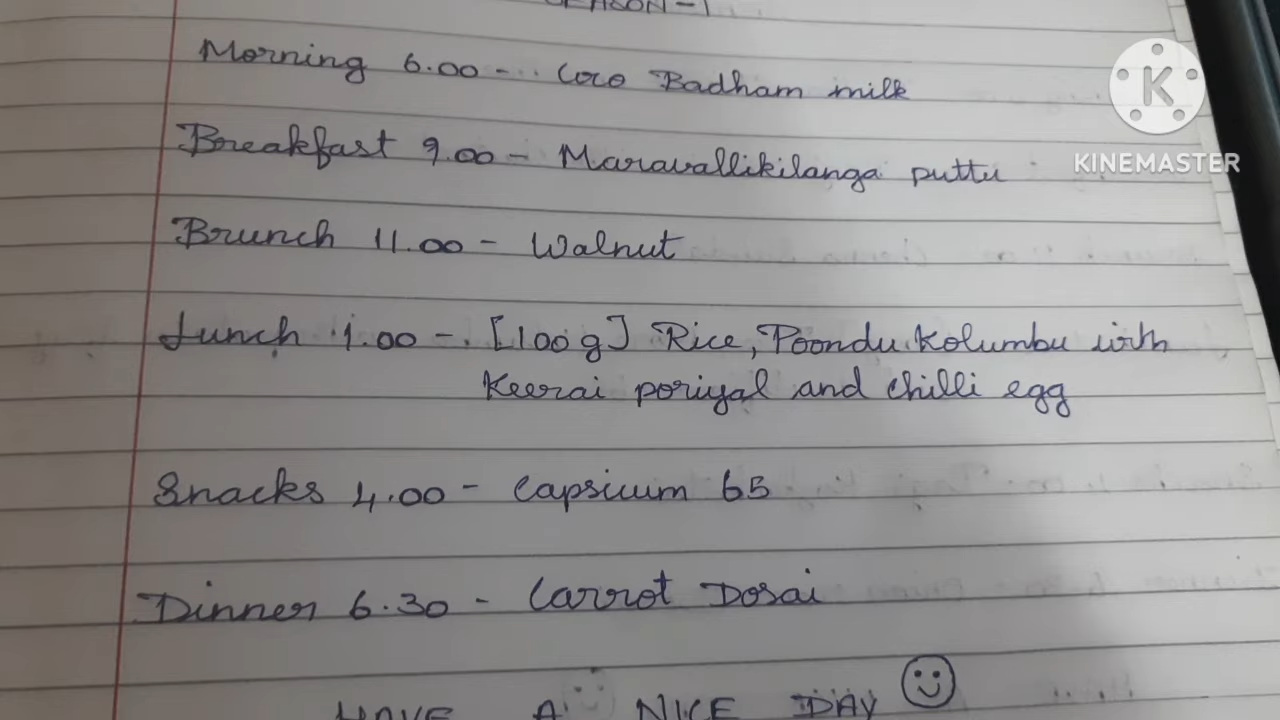 SEASON-1
Morning 6.00 - Coco Badham milk
Breakfast 9.00 - Maravallikilanga puttu
Brunch 11.00 - Walnut
Lunch 1.00 - [100g] Rice, Poondu Kolumbu with
Keerai poriyal and chilli egg
Snacks 4.00 - Capsicum 65
Dinner 6.30 - Carrot Dosai
HAVE A NICE DAY
K
KINEMASTER